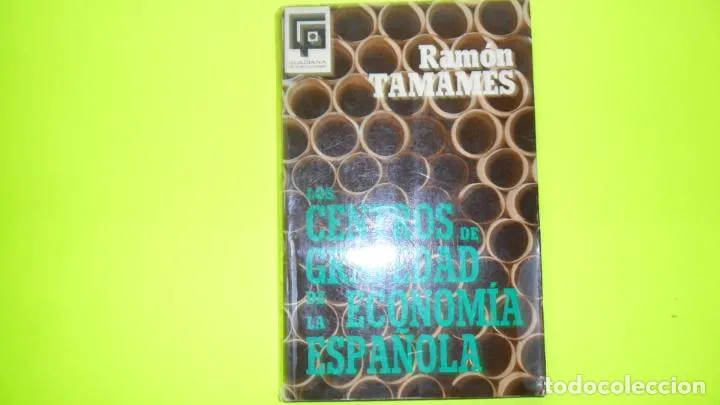 GUADIANA
Ramón
TAMAMES
LOS
CENTROS DE
GRAVEDAD
DE
LA ECONOMÍA
ESPAÑOLA
todocoleccion